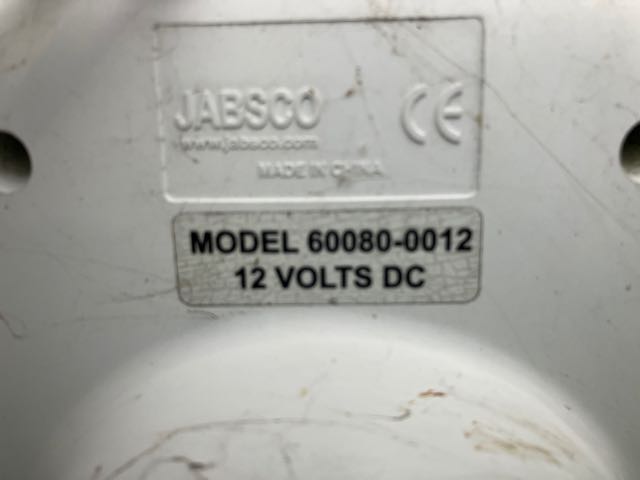 JABSCO
CE
www.jabsco.com
MADE IN CHINA
MODEL 60080-0012
12 VOLTS DC